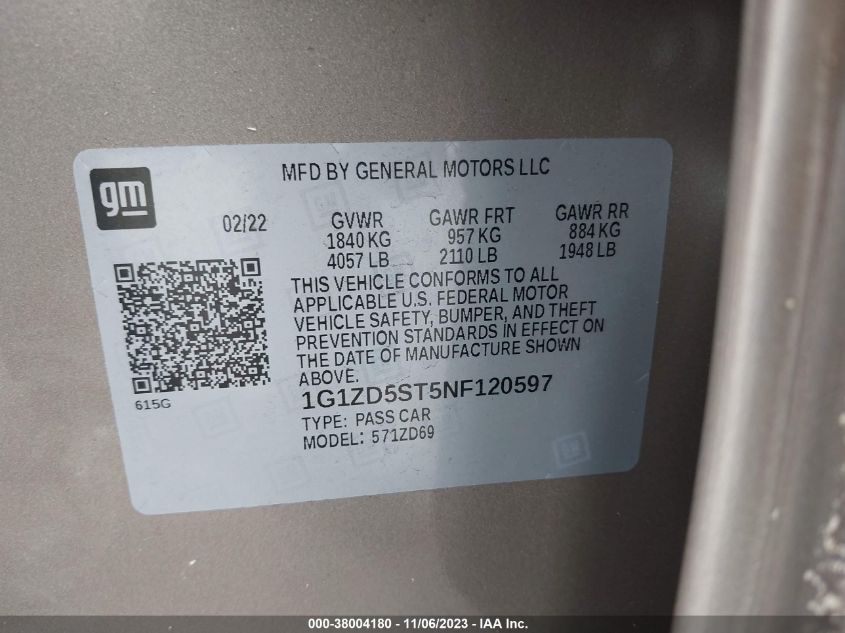 gm
MFD BY GENERAL MOTORS LLC
02/22
GVWR
1840 KG
4057 LB
GAWR FRT
957 KG
2110 LB
GAWR RR
884 KG
1948 LB
THIS VEHICLE CONFORMS TO ALL
APPLICABLE U.S. FEDERAL MOTOR
VEHICLE SAFETY, BUMPER, AND THEFT
PREVENTION STANDARDS IN EFFECT ON
THE DATE OF MANUFACTURE SHOWN
ABOVE.
615G
1G1ZD5ST5NF120597
TYPE: PASS CAR
MODEL: 571ZD69
gm
000-38004180 - 11/06/2023 - IAA Inc.